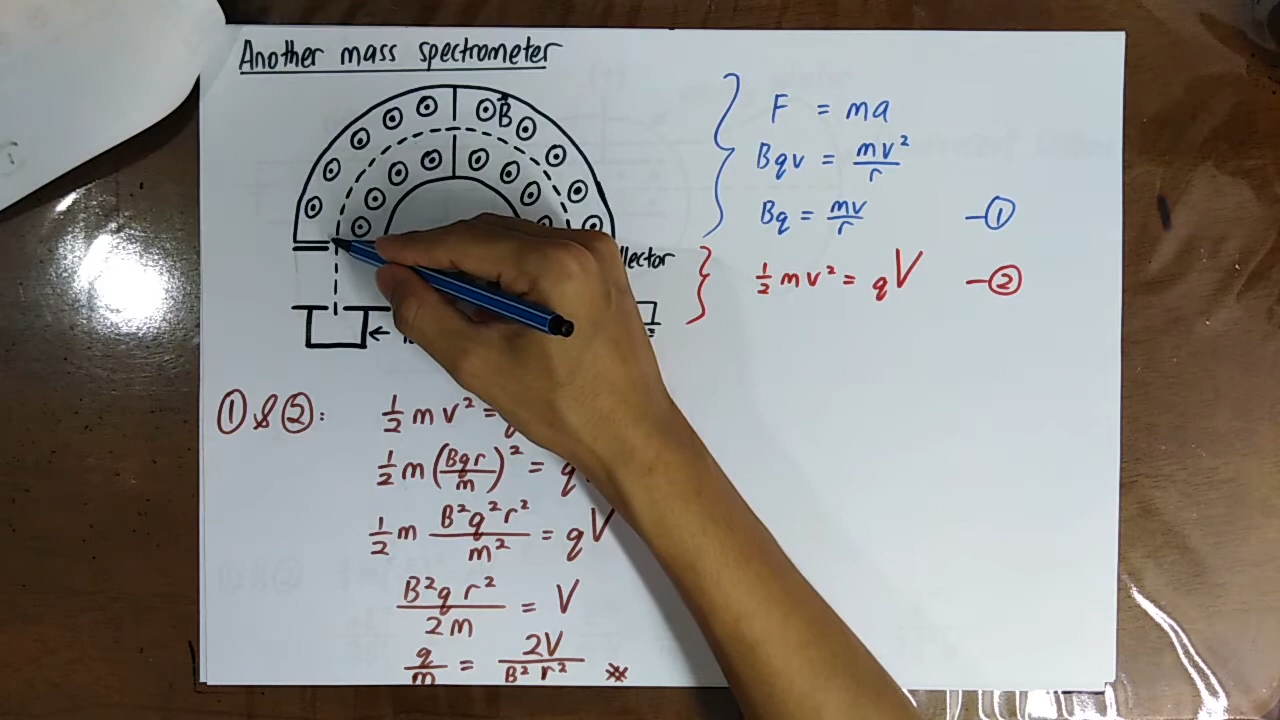 Another mass spectrometer
B
F = ma
Bqv = mv²/r
Bq = mv/r —①
½mv² = qV —②
① & ②: ½mv² =
½m(Bqr/m)² = q
½m B²q²r²/m² = qV
B²qr²/2m = V
q/m = 2V/B²r² *